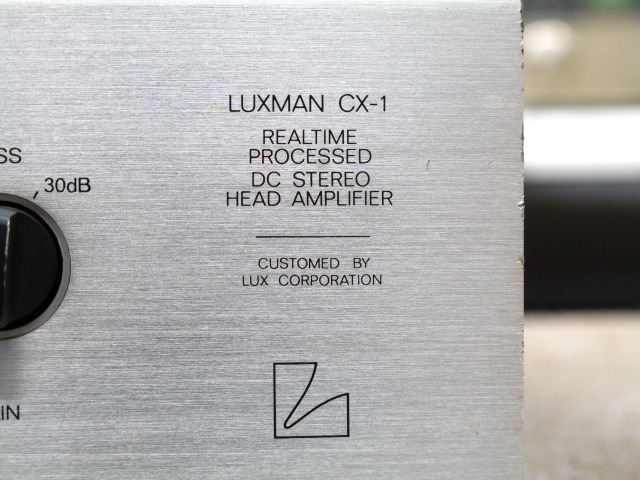 LUXMAN CX-1
REALTIME
PROCESSED
DC STEREO
HEAD AMPLIFIER
CUSTOMED BY
LUX CORPORATION
SS
30dB
IN